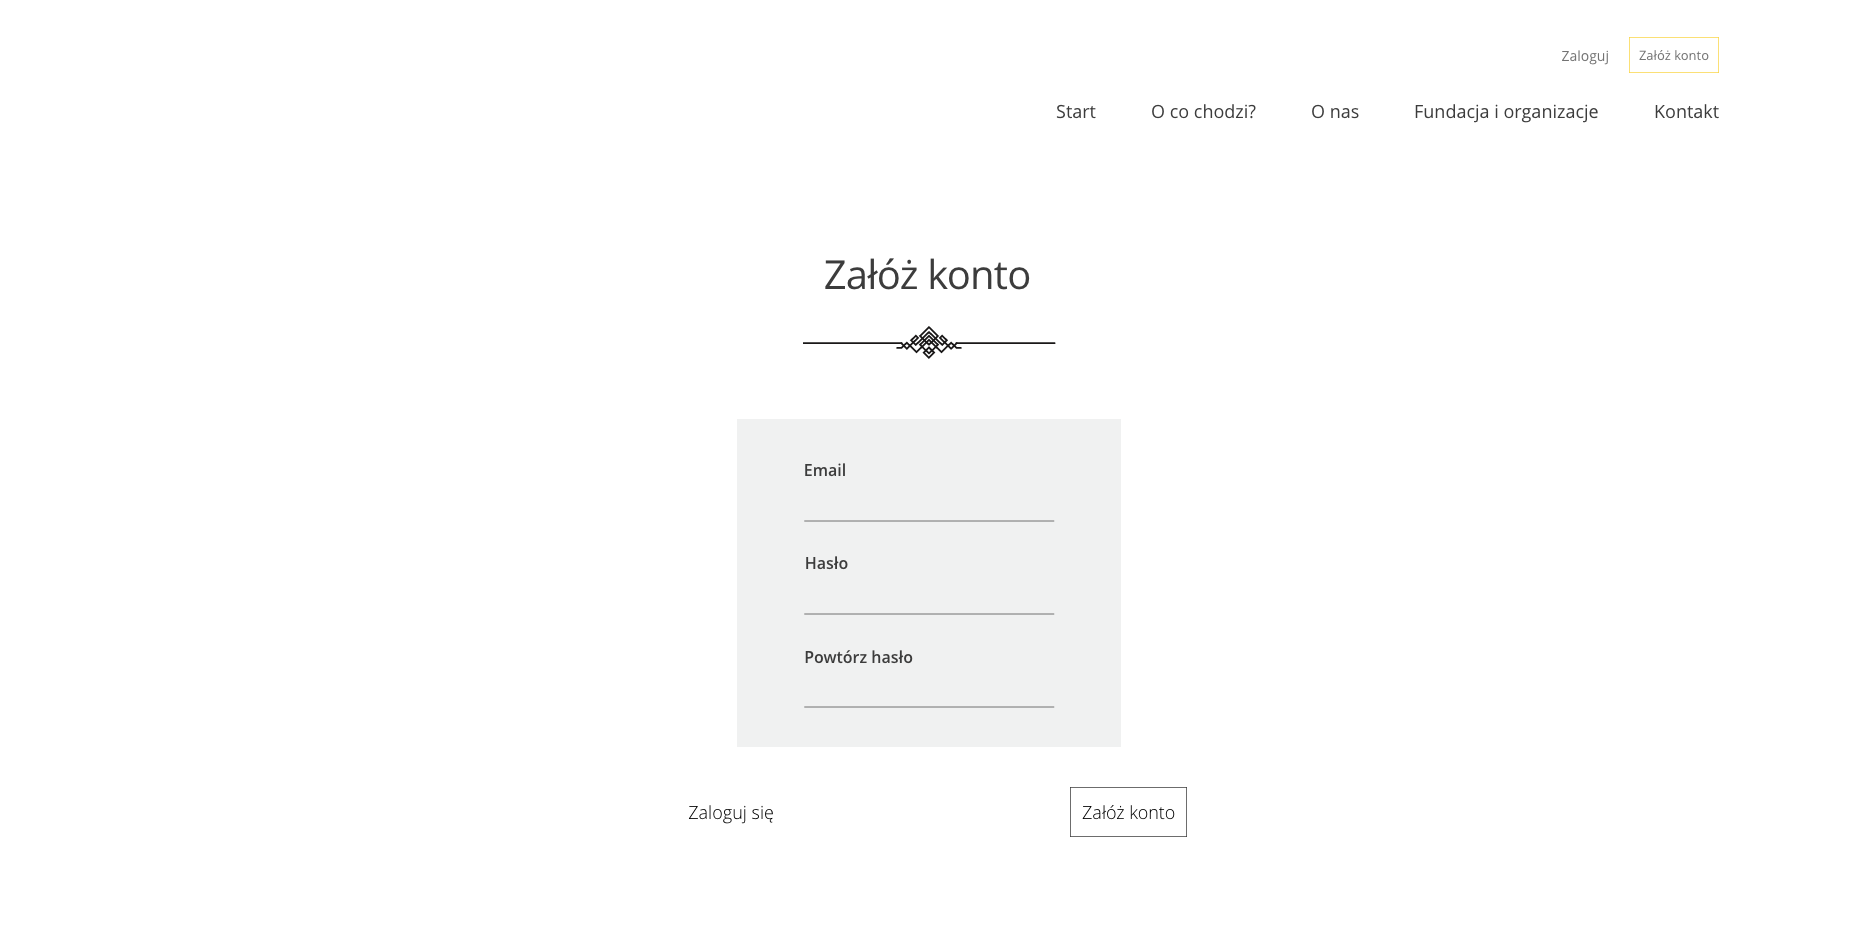 Zaloguj Załóż konto
Start O co chodzi? O nas Fundacja i organizacje Kontakt
Załóż konto
Email
Hasło
Powtórz hasło
Zaloguj się Załóż konto